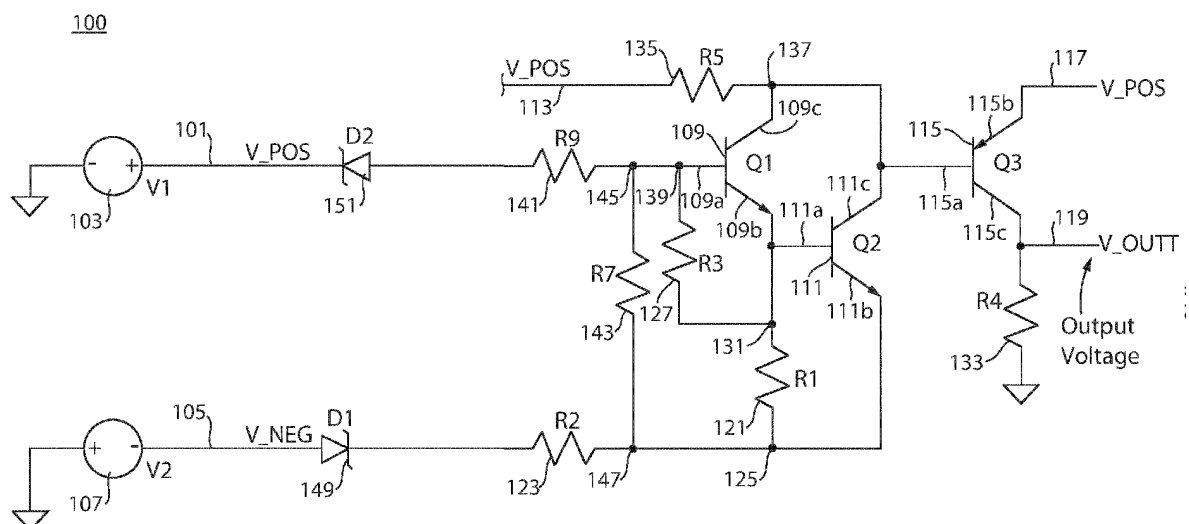 100
135
R5
137
117
V_POS
113
109c
115
115b
V_POS
101
V_POS
D2
R9
109
Q1
Q3
-
+
V1
103
151
141
145
139
109a
109b
111a
111c
115a
115c
119
V_OUTT
R7
R3
Q2
111
111b
R4
143
127
131
133
Output
Voltage
R1
105
V_NEG
D1
R2
121
+
-
V2
107
149
123
147
125